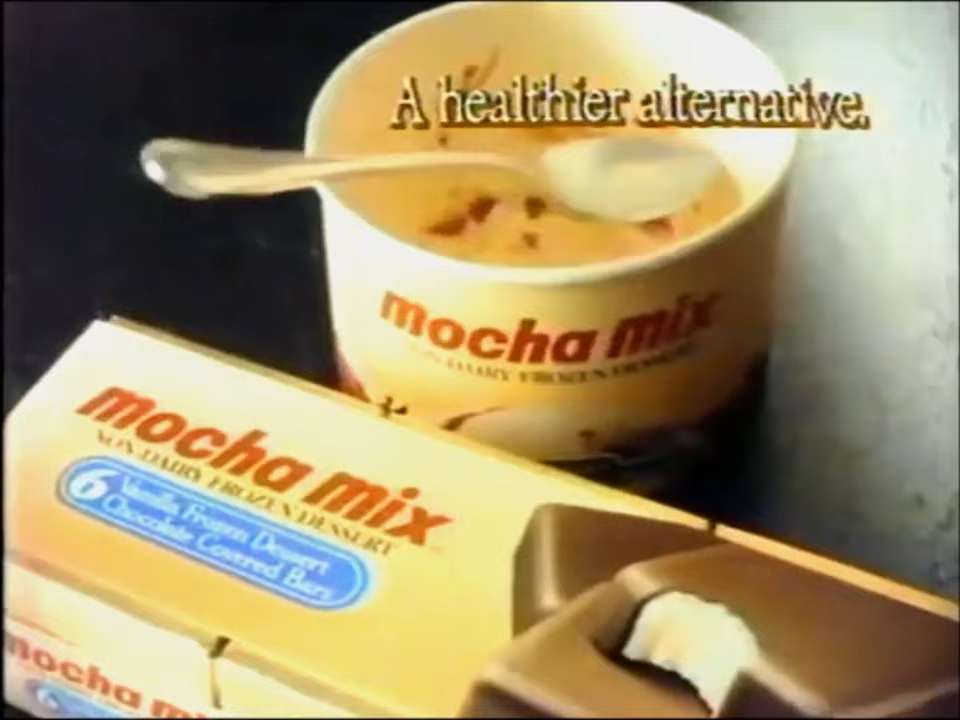 A healthier alternative.
mocha mix
NON-DAIRY FROZEN DESSERT
mocha mix
NON-DAIRY FROZEN DESSERT
6 Vanilla Frozen Dessert
Chocolate Covered Bars
mocha mix